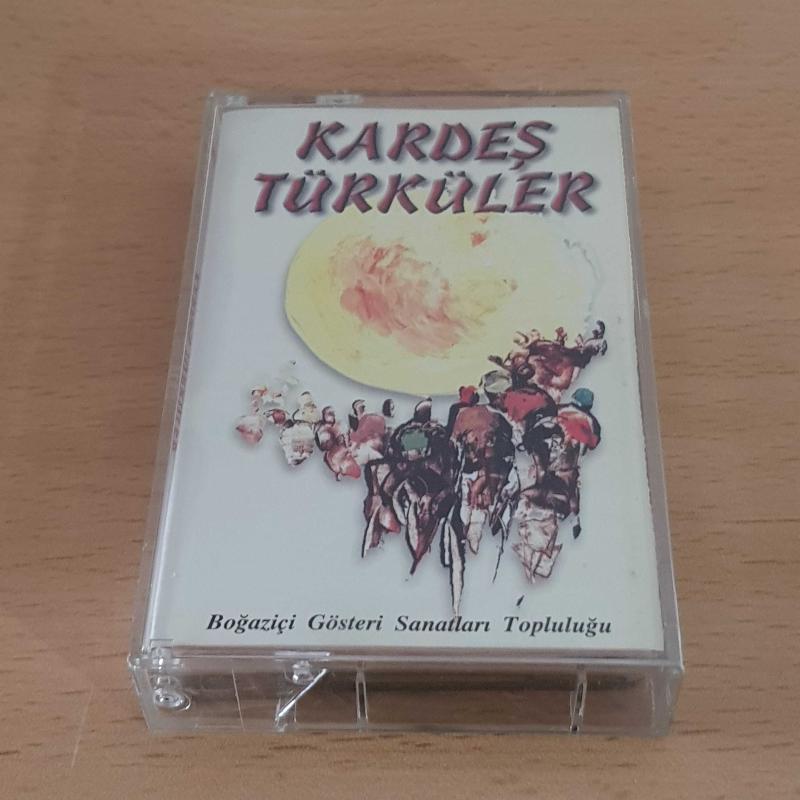 KARDEŞ
TÜRKÜLER
Boğaziçi Gösteri Sanatları Topluluğu